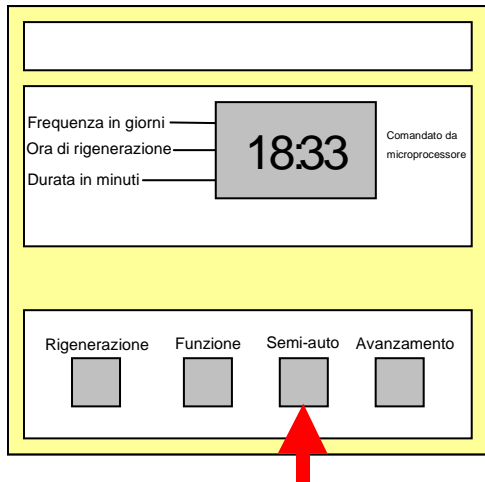 Frequenza in giorni
Ora di rigenerazione
Durata in minuti
18:33
Comandato da
microprocessore
Rigenerazione Funzione Semi-auto Avanzamento